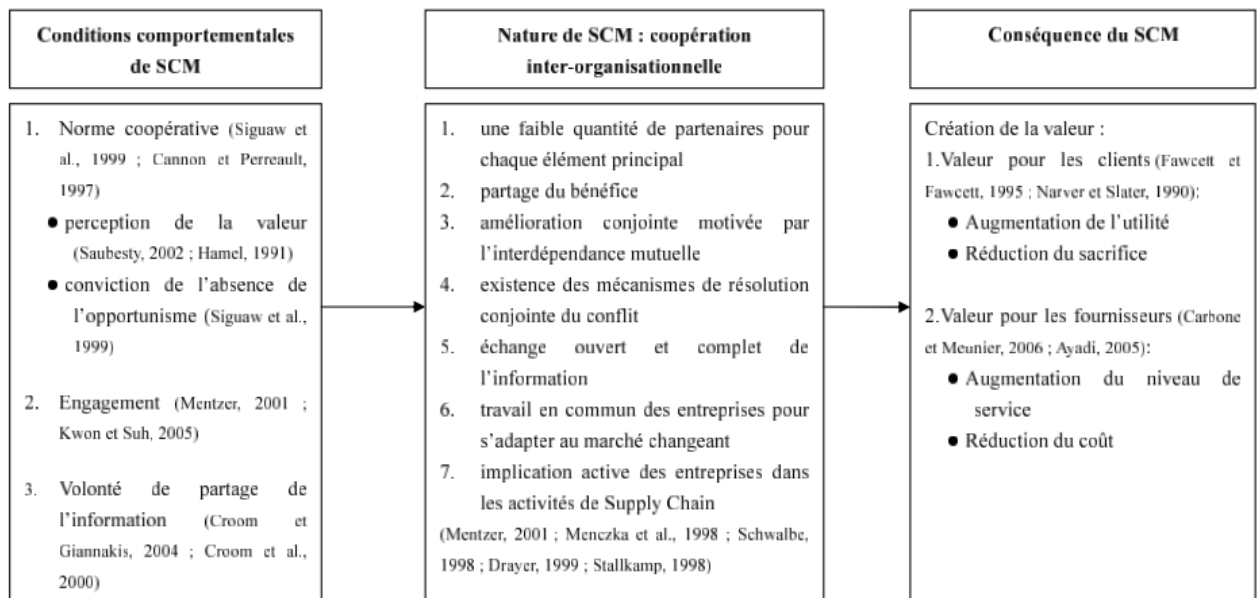 Conditions comportementales
de SCM
1. Norme coopérative (Siguaw et
al., 1999 ; Cannon et Perreault,
1997)
● perception de la valeur
(Saubesty, 2002 ; Hamel, 1991)
● conviction de l'absence de
l'opportunisme (Siguaw et al.,
1999)
2. Engagement (Mentzer, 2001 ;
Kwon et Suh, 2005)
3. Volonté de partage de
l'information (Croom et
Giannakis, 2004 ; Croom et al.,
2000)
Nature de SCM : coopération
inter-organisationnelle
1. une faible quantité de partenaires pour
chaque élément principal
2. partage du bénéfice
3. amélioration conjointe motivée par
l'interdépendance mutuelle
4. existence des mécanismes de résolution
conjointe du conflit
5. échange ouvert et complet de
l'information
6. travail en commun des entreprises pour
s'adapter au marché changeant
7. implication active des entreprises dans
les activités de Supply Chain
(Mentzer, 2001 ; Menczka et al., 1998 ; Schwalbe,
1998 ; Drayer, 1999 ; Stallkamp, 1998)
Conséquence du SCM
Création de la valeur :
1.Valeur pour les clients (Fawcett et
Fawcett, 1995 ; Narver et Slater, 1990):
● Augmentation de l'utilité
● Réduction du sacrifice
2.Valeur pour les fournisseurs (Carbone
et Meunier, 2006 ; Ayadi, 2005):
● Augmentation du niveau de
service
● Réduction du coût